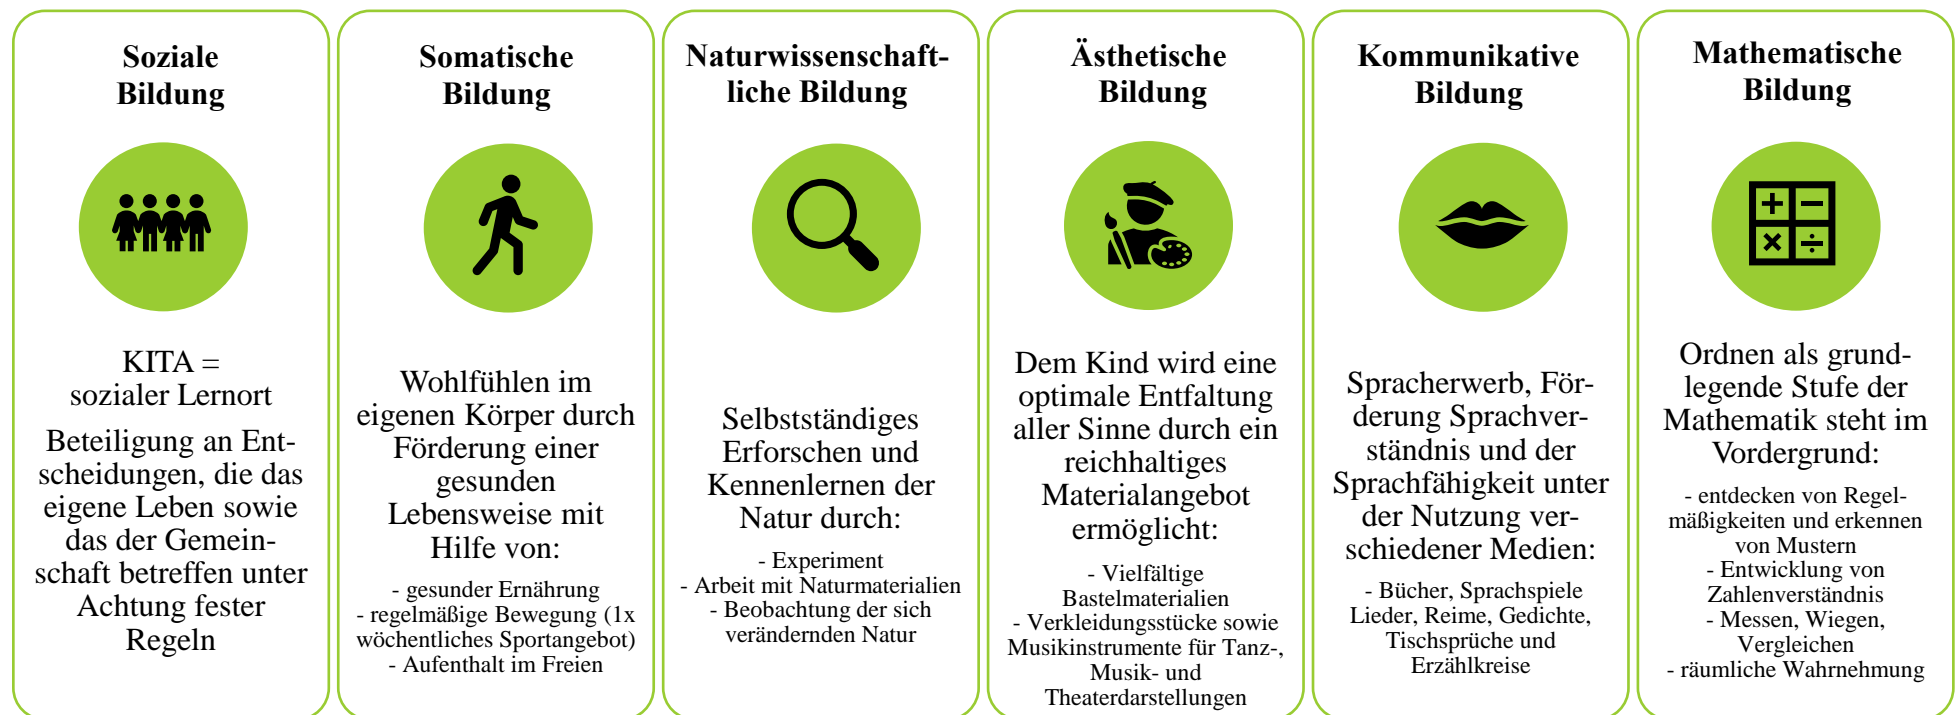 Soziale
Bildung
KITA =
sozialer Lernort
Beteiligung an Ent-
scheidungen, die das
eigene Leben sowie
das der Gemein-
schaft betreffen unter
Achtung fester
Regeln
Somatische
Bildung
Wohlfühlen im
eigenen Körper durch
Förderung einer
gesunden
Lebensweise mit
Hilfe von:
- gesunder Ernährung
- regelmäßige Bewegung (1x
wöchentliches Sportangebot)
- Aufenthalt im Freien
Naturwissenschaft-
liche Bildung
Selbstständiges
Erforschen und
Kennenlernen der
Natur durch:
- Experiment
- Arbeit mit Naturmaterialien
- Beobachtung der sich
verändernden Natur
Ästhetische
Bildung
Dem Kind wird eine
optimale Entfaltung
aller Sinne durch ein
reichhaltiges
Materialangebot
ermöglicht:
- Vielfältige
Bastelmaterialien
- Verkleidungsstücke sowie
Musikinstrumente für Tanz-,
Musik- und
Theaterdarstellungen
Kommunikative
Bildung
Spracherwerb, För-
derung Sprachver-
ständnis und der
Sprachfähigkeit unter
der Nutzung ver-
schiedener Medien:
- Bücher, Sprachspiele
Lieder, Reime, Gedichte,
Tischsprüche und
Erzählkreise
Mathematische
Bildung
Ordnen als grund-
legende Stufe der
Mathematik steht im
Vordergrund:
- entdecken von Regel-
mäßigkeiten und erkennen
von Mustern
- Entwicklung von
Zahlenverständnis
- Messen, Wiegen,
Vergleichen
- räumliche Wahrnehmung